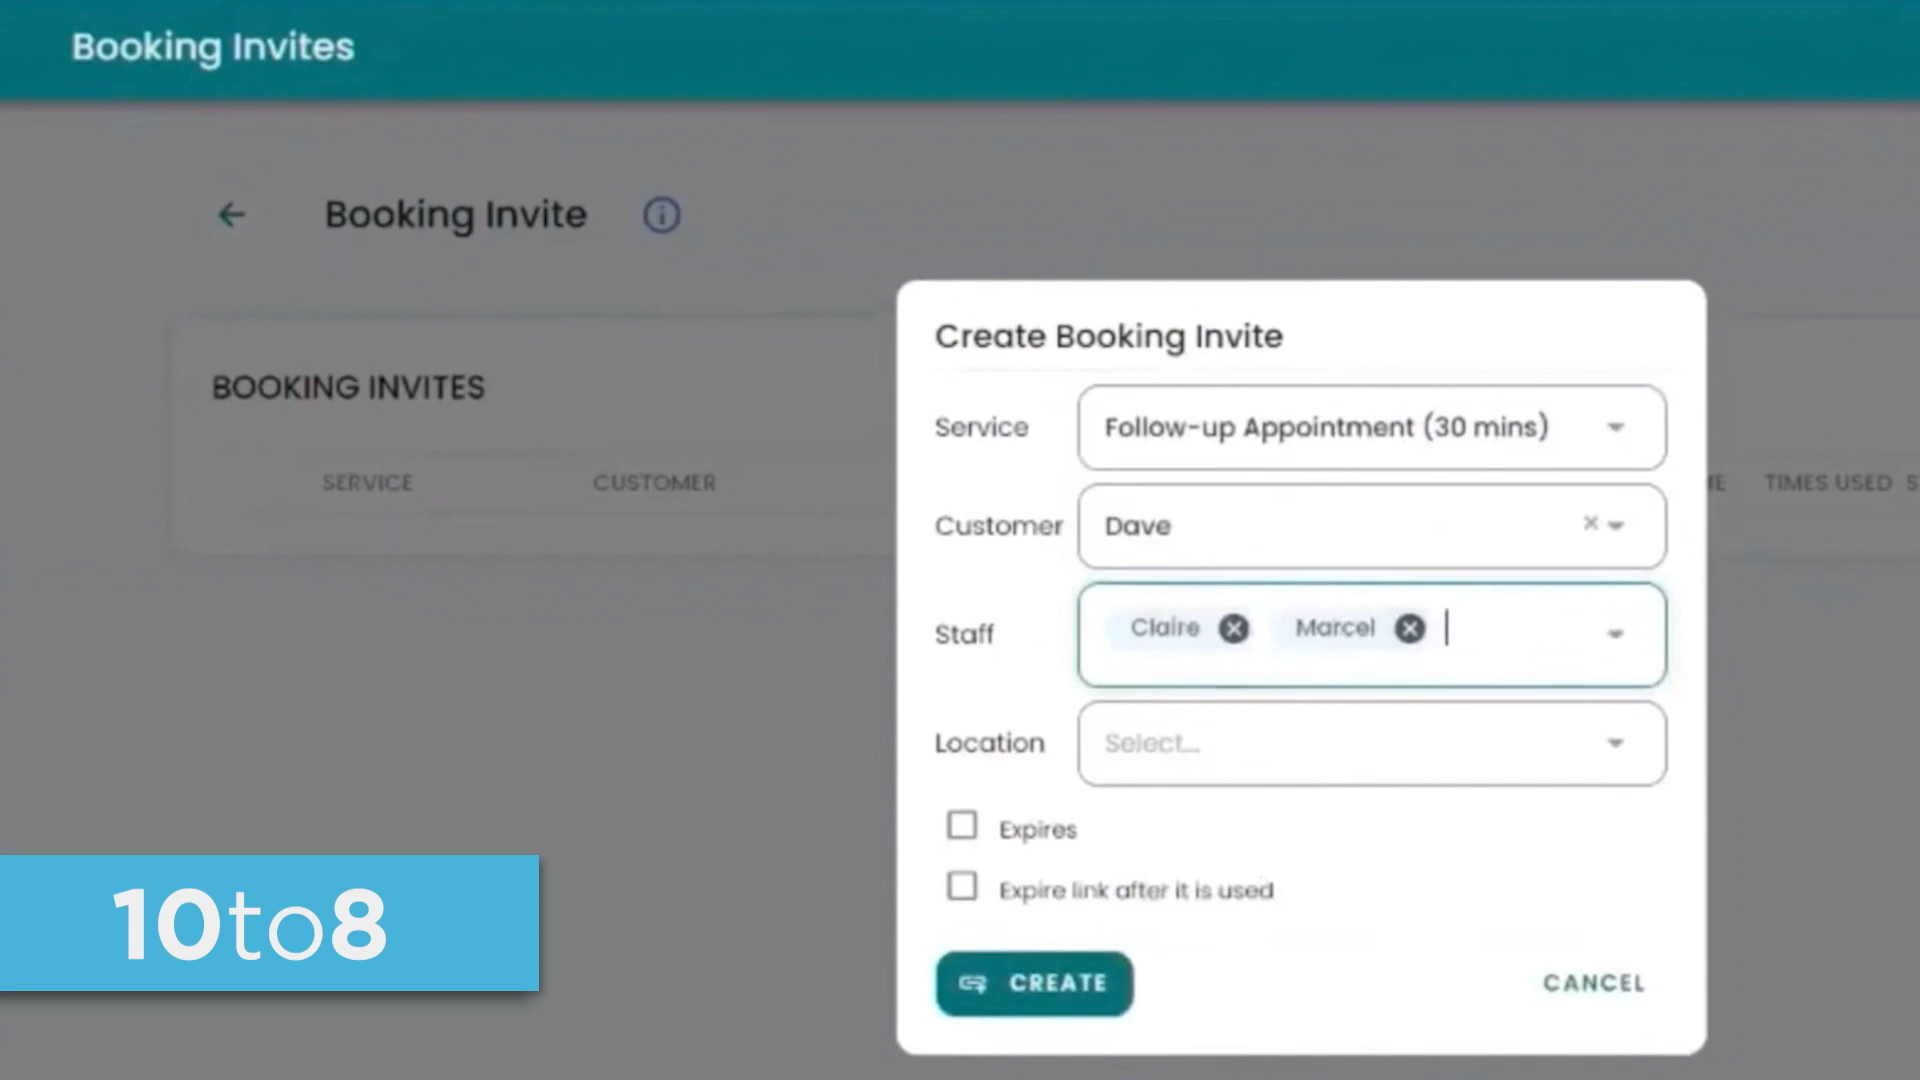 Booking Invites
Booking Invite
BOOKING INVITES
SERVICE CUSTOMER TIMES USED
Create Booking Invite
Service Follow-up Appointment (30 mins)
Customer Dave
Staff Claire Marcel
Location Select...
Expires
Expire link after it is used
CREATE CANCEL
10to8